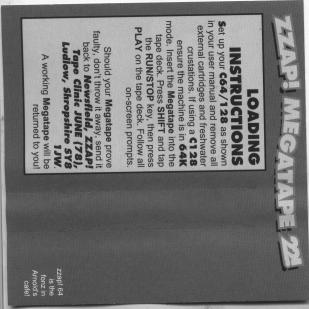 ZZAP! MEGATAPE 22
LOADING
INSTRUCTIONS
Set up your C64/128 as shown
in your user manual and remove all
external cartridges and freshwater
crustations. If using a C128
ensure the machine is in 64K
mode. Insert the Megatape into the
tape deck. Press SHIFT and tap
the RUN/STOP key, then press
PLAY on the tape deck. Follow all
on-screen prompts.
Should your Megatape prove
faulty, don't throw it away: send it
back to Newsfield, ZZAP!
Tape Clinic JUNE (78),
Ludlow, Shropshire SY8
1JW.
A working Megatape will be
returned to you!
zzap! 64
is the
fonz in
Arnold's
cafe!